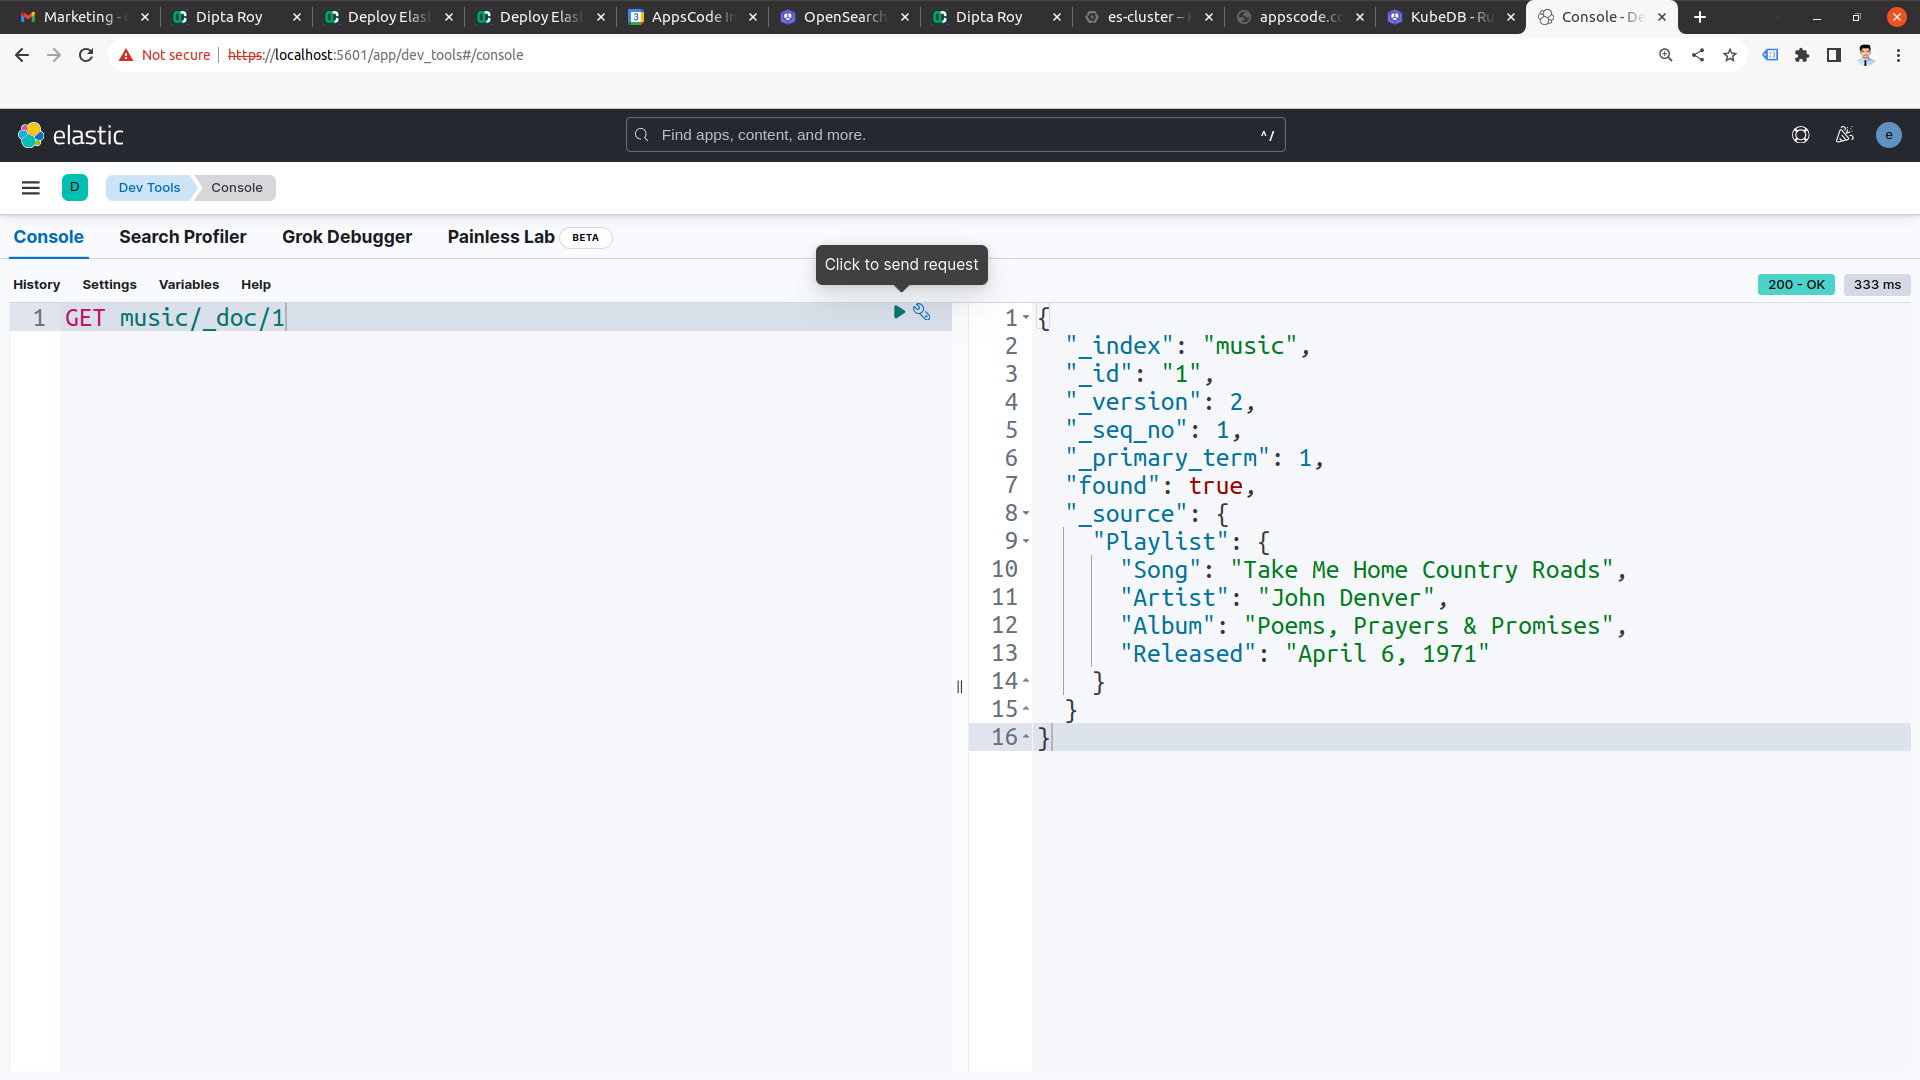 Marketing -
Dipta Roy
Deploy Elast
Deploy Elast
AppsCode In
OpenSearch
Dipta Roy
es-cluster –
appscode.co
KubeDB - Ru
Console - De
Not secure
https://localhost:5601/app/dev_tools#/console
elastic
Find apps, content, and more.
^/
e
D
Dev Tools
Console
Console
Search Profiler
Grok Debugger
Painless Lab
BETA
Click to send request
History
Settings
Variables
Help
200 - OK
333 ms
1 GET music/_doc/1
1 {
2 "_index": "music",
3 "_id": "1",
4 "_version": 2,
5 "_seq_no": 1,
6 "_primary_term": 1,
7 "found": true,
8 "_source": {
9 "Playlist": {
10 "Song": "Take Me Home Country Roads",
11 "Artist": "John Denver",
12 "Album": "Poems, Prayers & Promises",
13 "Released": "April 6, 1971"
14 }
15 }
16 }